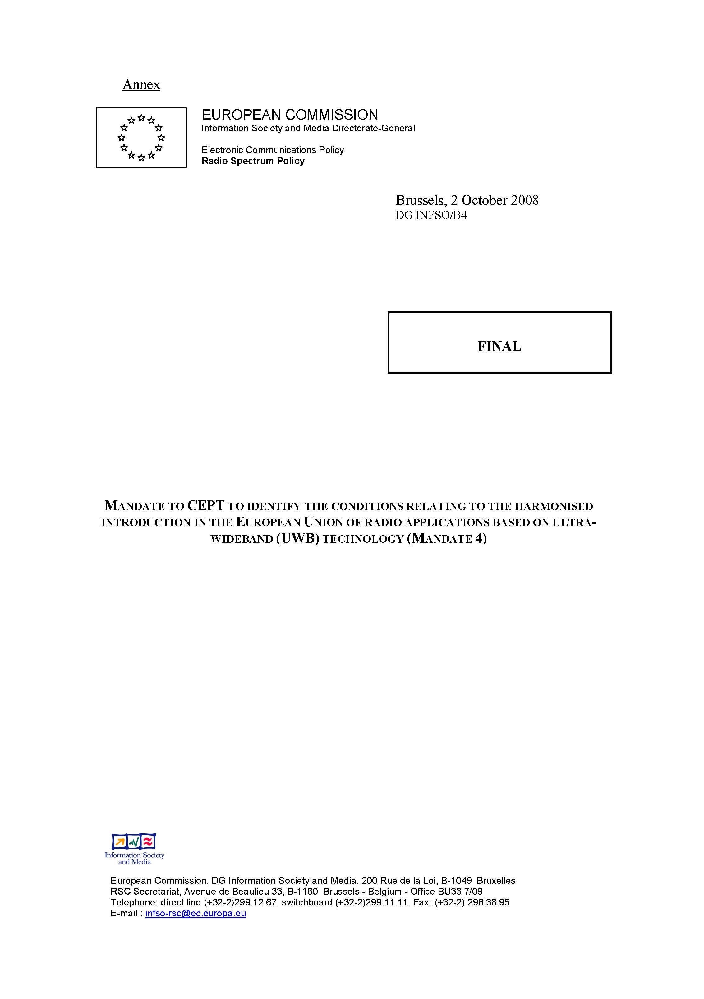 Annex
EUROPEAN COMMISSION
Information Society and Media Directorate-General
Electronic Communications Policy
Radio Spectrum Policy
Brussels, 2 October 2008
DG INFSO/B4
FINAL
MANDATE TO CEPT TO IDENTIFY THE CONDITIONS RELATING TO THE HARMONISED
INTRODUCTION IN THE EUROPEAN UNION OF RADIO APPLICATIONS BASED ON ULTRA-
WIDEBAND (UWB) TECHNOLOGY (MANDATE 4)
Information Society
and Media
European Commission, DG Information Society and Media, 200 Rue de la Loi, B-1049 Bruxelles
RSC Secretariat, Avenue de Beaulieu 33, B-1160 Brussels - Belgium - Office BU33 7/09
Telephone: direct line (+32-2)299.12.67, switchboard (+32-2)299.11.11. Fax: (+32-2) 296.38.95
E-mail : infso-rsc@ec.europa.eu